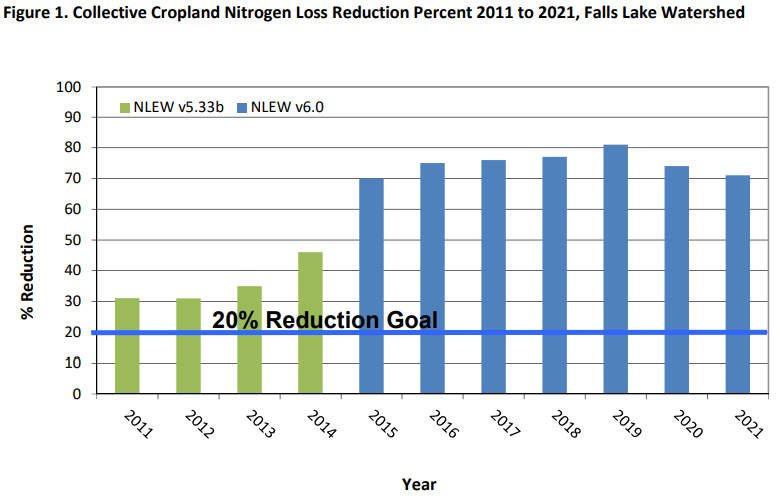 Figure 1. Collective Cropland Nitrogen Loss Reduction Percent 2011 to 2021, Falls Lake Watershed
100
NLEW v5.33b NLEW v6.0
90
80
70
60
50
40
30
20% Reduction Goal
20
10
0
% Reduction
2011 2012 2013 2014 2015 2016 2017 2018 2019 2020 2021
Year